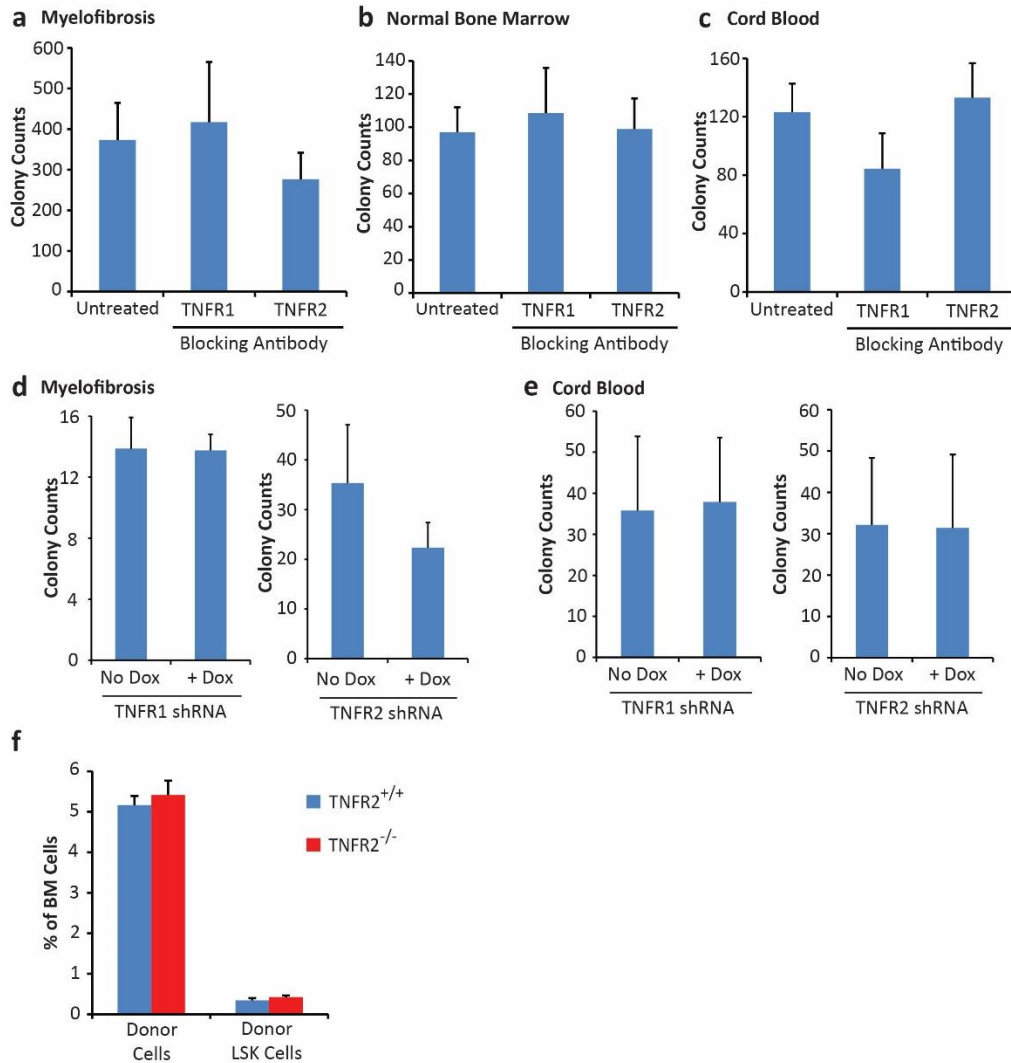 a Myelofibrosis
600
500
400
300
200
100
0
Colony Counts
Untreated TNFR1 TNFR2
Blocking Antibody
b Normal Bone Marrow
140
120
100
80
60
40
20
0
Colony Counts
Untreated TNFR1 TNFR2
Blocking Antibody
c Cord Blood
160
120
80
40
0
Colony Counts
Untreated TNFR1 TNFR2
Blocking Antibody
d Myelofibrosis
16
12
8
4
0
Colony Counts
No Dox + Dox
TNFR1 shRNA
50
40
30
20
10
0
Colony Counts
No Dox + Dox
TNFR2 shRNA
e Cord Blood
60
50
40
30
20
10
0
Colony Counts
No Dox + Dox
TNFR1 shRNA
60
50
40
30
20
10
0
Colony Counts
No Dox + Dox
TNFR2 shRNA
f
6
5
4
3
2
1
0
% of BM Cells
Donor Cells
Donor LSK Cells
TNFR2+/+
TNFR2-/-